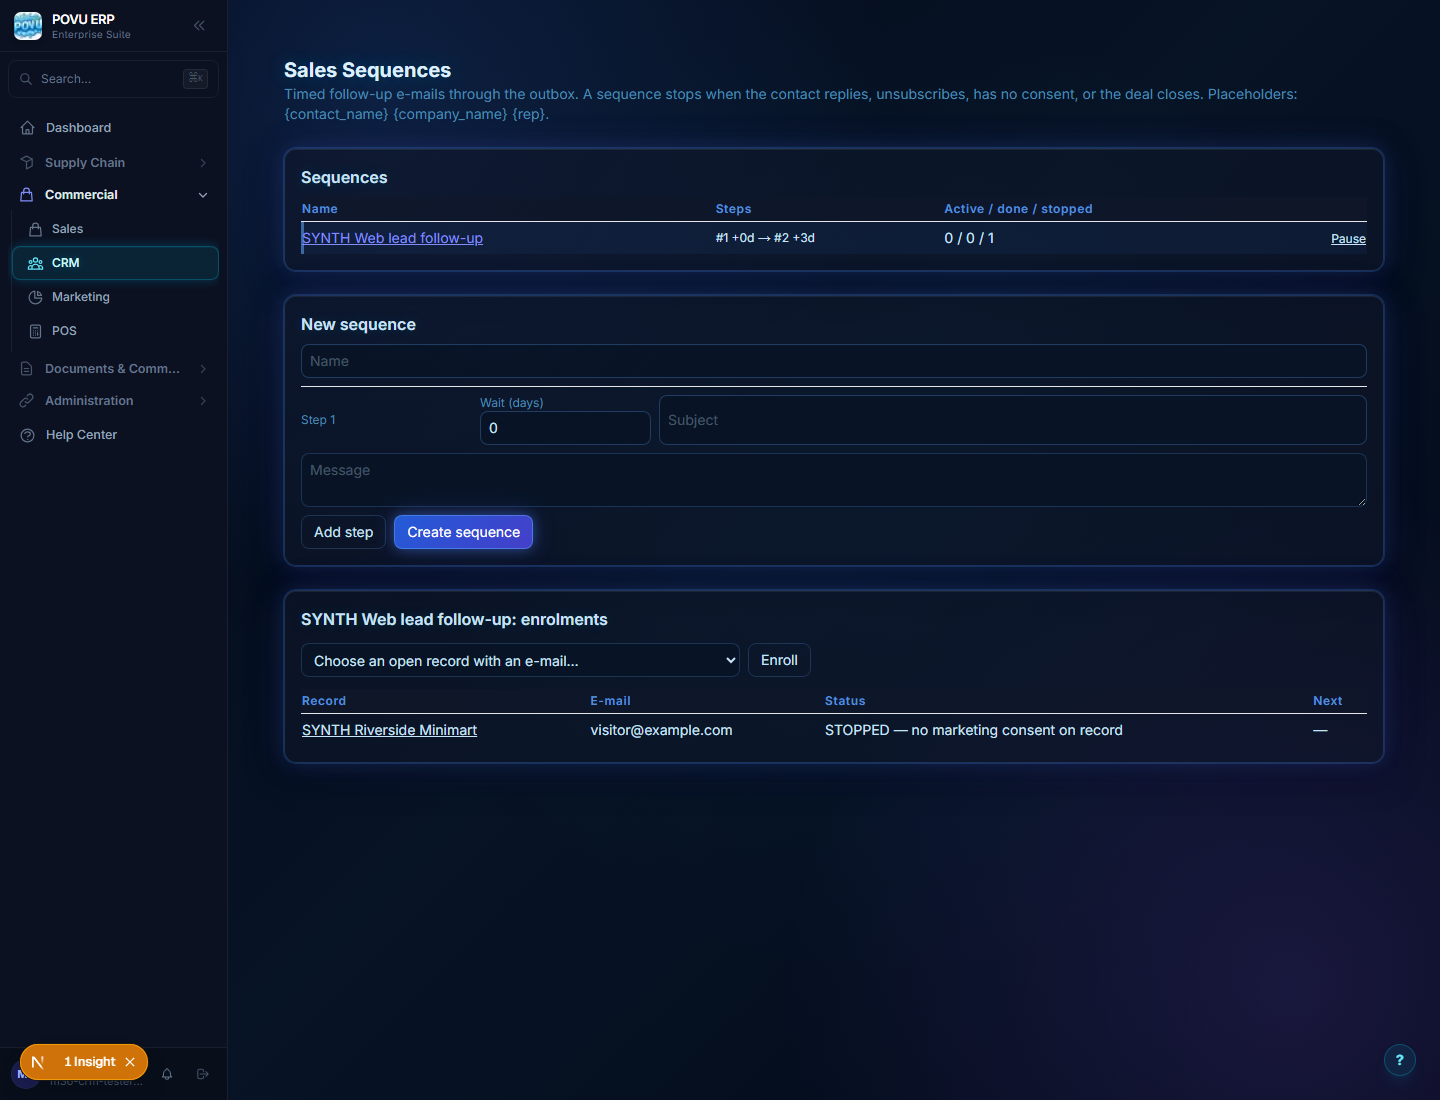 POVU ERP
Enterprise Suite
Search...
⌘K
Dashboard
Supply Chain
Commercial
Sales
CRM
Marketing
POS
Documents & Comm...
Administration
Help Center
1 Insight
Sales Sequences
Timed follow-up e-mails through the outbox. A sequence stops when the contact replies, unsubscribes, has no consent, or the deal closes. Placeholders:
{contact_name} {company_name} {rep}.
Sequences
Name Steps Active / done / stopped
SYNTH Web lead follow-up #1 +0d → #2 +3d 0 / 0 / 1 Pause
New sequence
Name
Wait (days)
Step 1 0 Subject
Message
Add step Create sequence
SYNTH Web lead follow-up: enrolments
Choose an open record with an e-mail... Enroll
Record E-mail Status Next
SYNTH Riverside Minimart visitor@example.com STOPPED — no marketing consent on record —
?